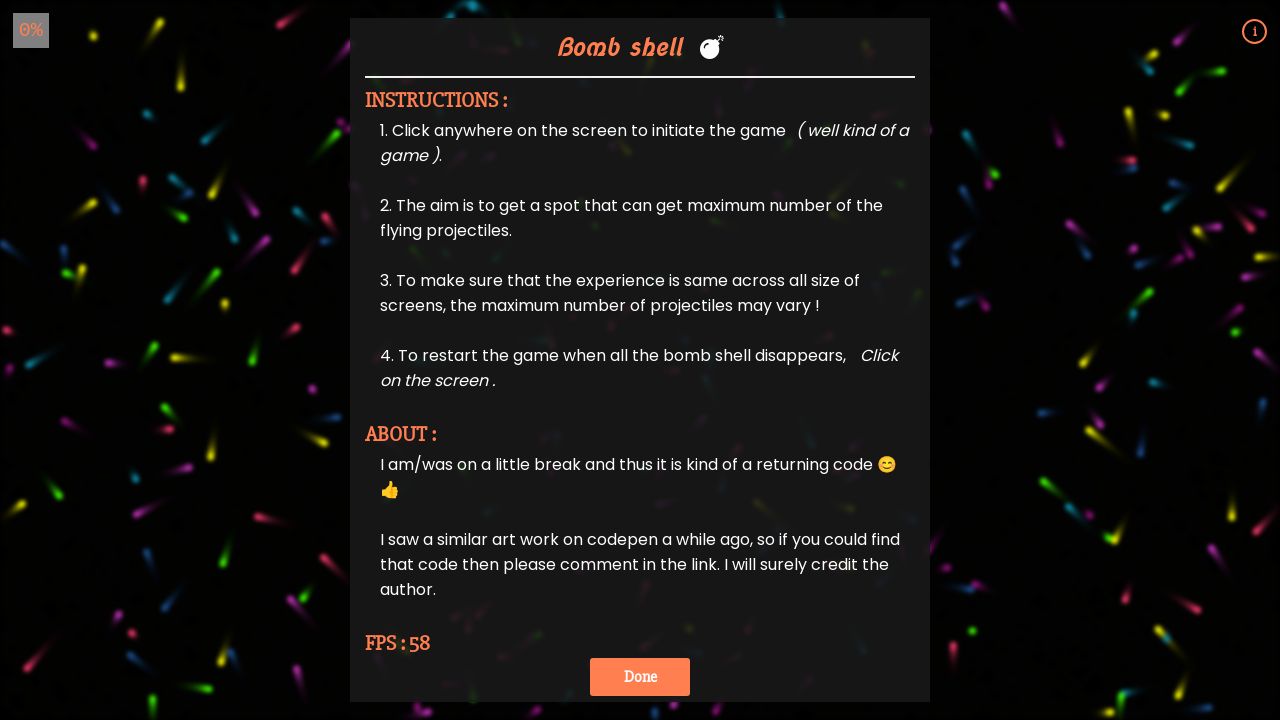 0%
i
Bomb shell 💣
INSTRUCTIONS :
1. Click anywhere on the screen to initiate the game ( well kind of a
game ).
2. The aim is to get a spot that can get maximum number of the
flying projectiles.
3. To make sure that the experience is same across all size of
screens, the maximum number of projectiles may vary !
4. To restart the game when all the bomb shell disappears, Click
on the screen .
ABOUT :
I am/was on a little break and thus it is kind of a returning code 😊
👍
I saw a similar art work on codepen a while ago, so if you could find
that code then please comment in the link. I will surely credit the
author.
FPS : 58
Done